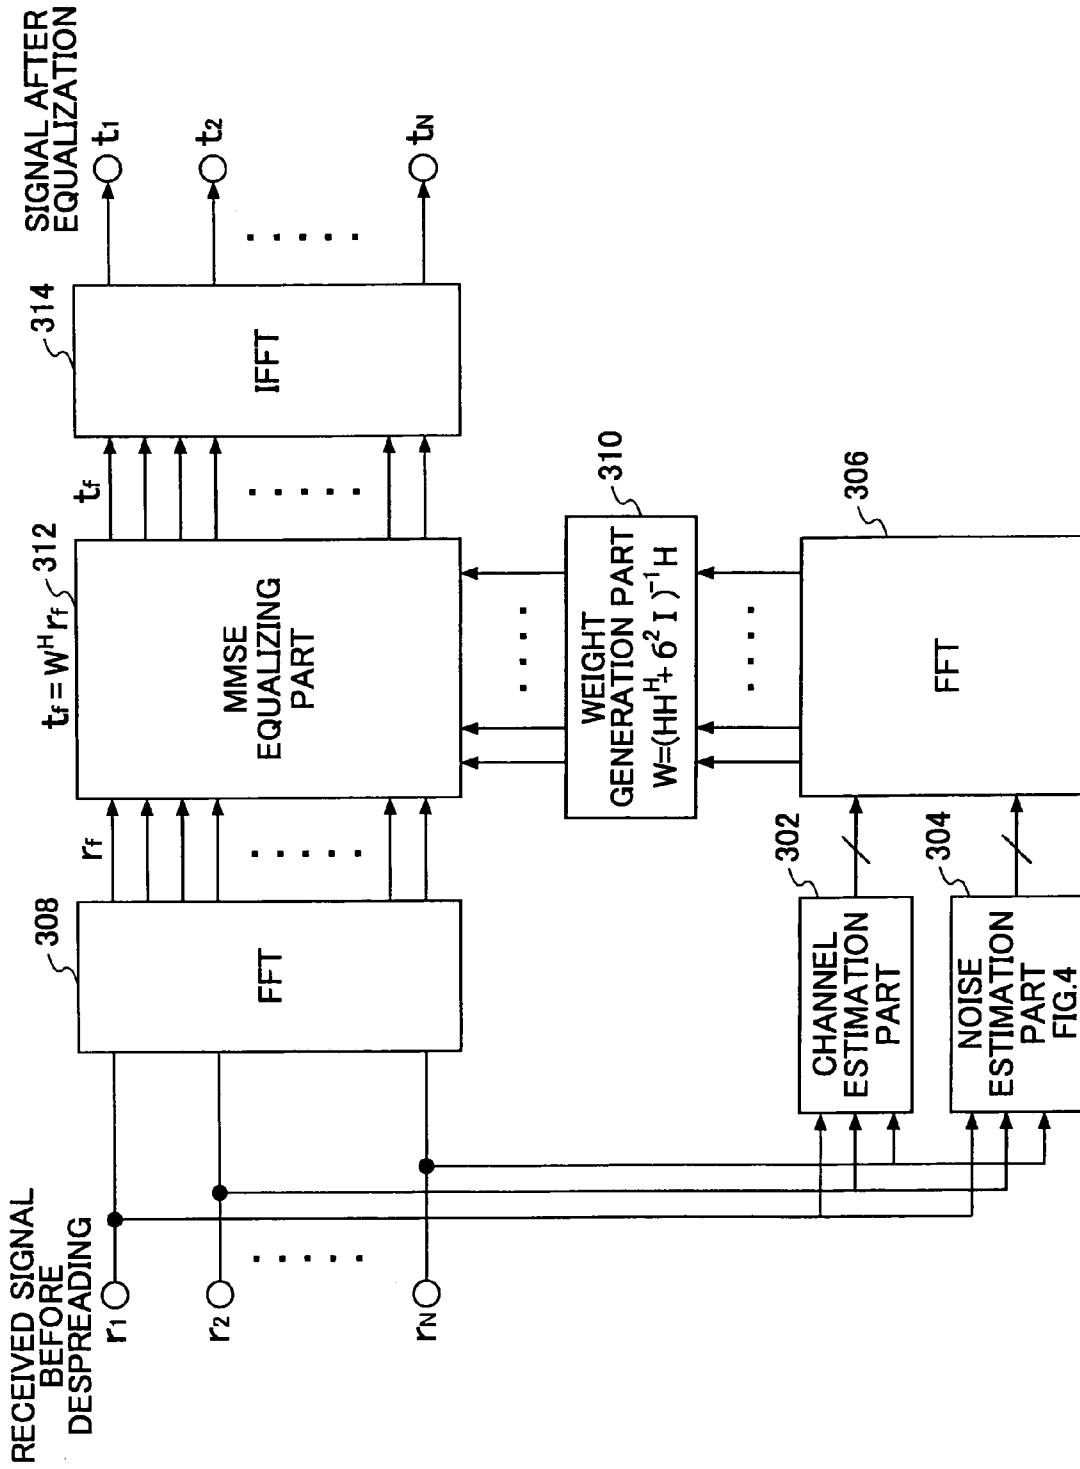 RECEIVED SIGNAL
BEFORE
DESPREADING
r1
r2
rN
308
FFT
rf
tf = W^H rf
312
MMSE
EQUALIZING
PART
tf
314
IFFT
SIGNAL AFTER
EQUALIZATION
t1
t2
tN
302
CHANNEL
ESTIMATION
PART
304
NOISE
ESTIMATION
PART
FIG.4
306
FFT
310
WEIGHT
GENERATION PART
W=(HH^H+6^2 I)^-1H